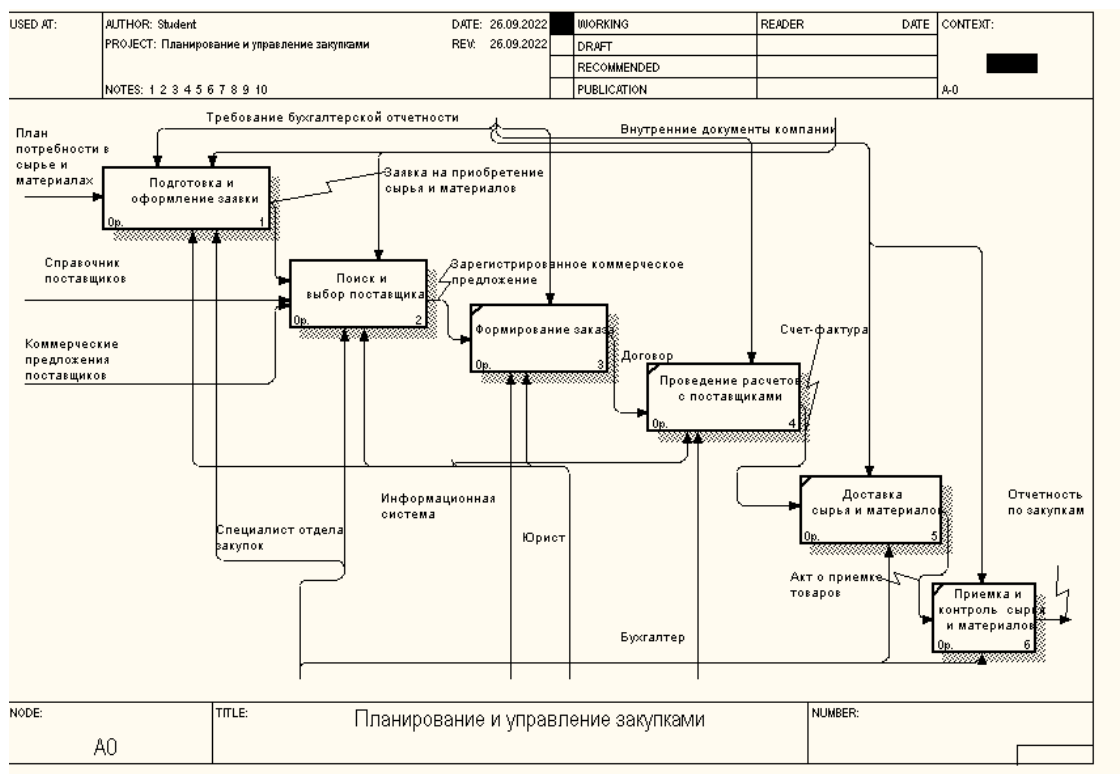 USED AT:
AUTHOR: Student
DATE: 26.09.2022
WORKING
READER
DATE
CONTEXT:
PROJECT: Планирование и управление закупками
REV: 26.09.2022
DRAFT
RECOMMENDED
NOTES: 1 2 3 4 5 6 7 8 9 10
PUBLICATION
A-0
Требование бухгалтерской отчетности
Внутренние документы компании
План
потребности в
сырье и
материалах
Подготовка и
оформление заявки
0р.
1
Заявка на приобретение
сырья и материалов
Справочник
поставщиков
Поиск и
выбор поставщика
0р.
2
Зарегистрированное коммерческое
предложение
Коммерческие
предложения
поставщиков
Формирование заказа
0р.
3
Договор
Счет-фактура
Проведение расчетов
с поставщиками
0р.
4
Доставка
сырья и материалов
0р.
5
Отчетность
по закупкам
Информационная
система
Специалист отдела
закупок
Юрист
Акт о приемке
товаров
Приемка и
контроль сырья
и материалов
0р.
6
Бухгалтер
NODE:
A0
TITLE:
Планирование и управление закупками
NUMBER: